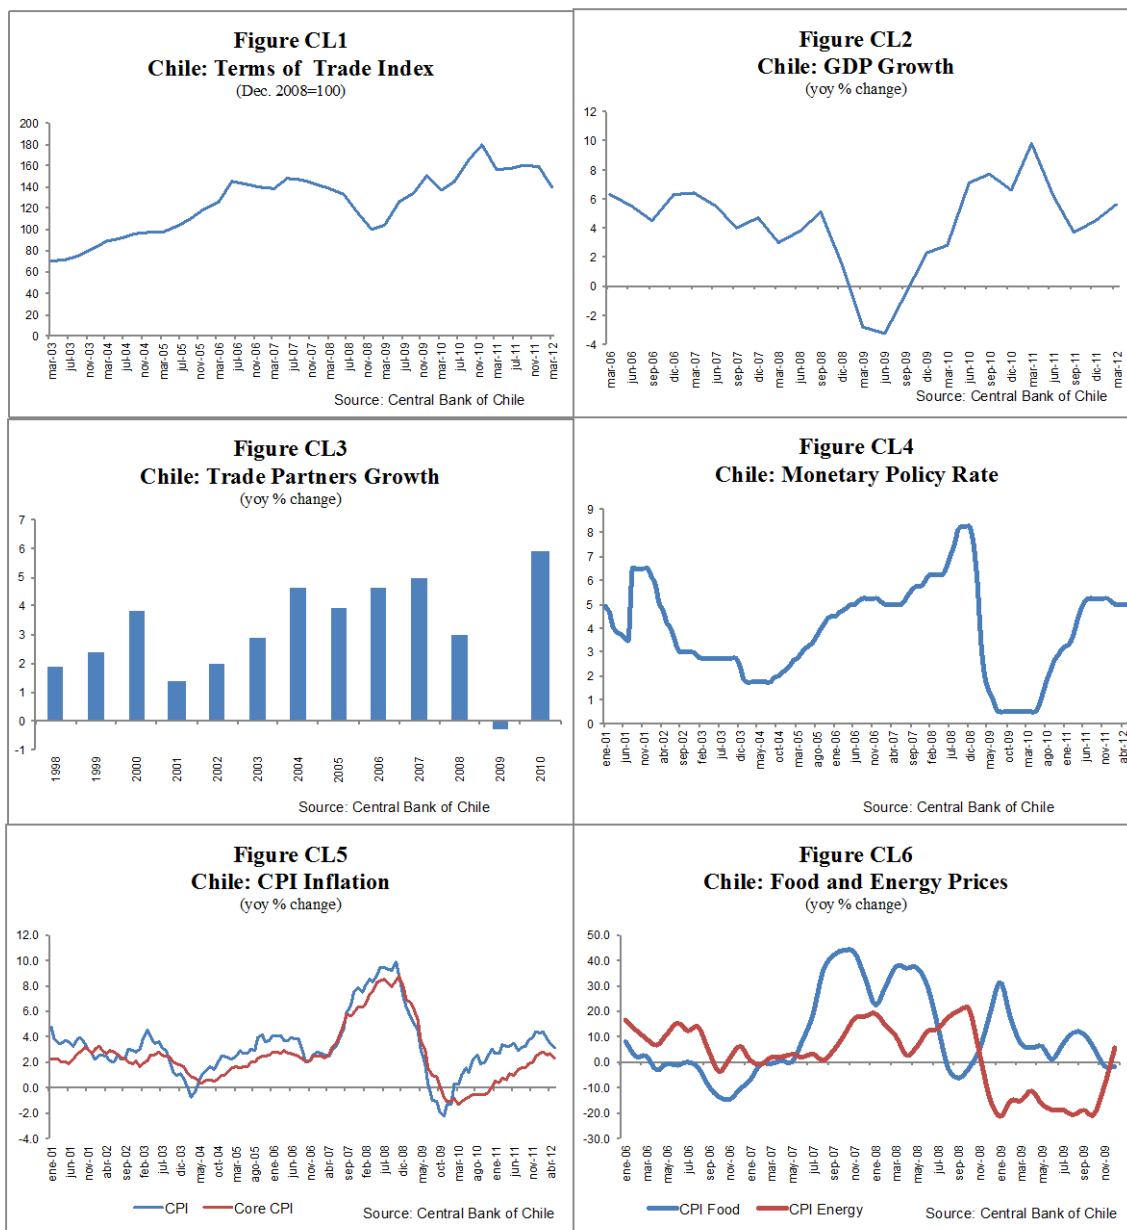 Figure CL1
Chile: Terms of Trade Index
(Dec. 2008=100)
200
180
160
140
120
100
80
60
40
20
0
mar-03
jul-03
nov-03
mar-04
jul-04
nov-04
mar-05
jul-05
nov-05
mar-06
jul-06
nov-06
mar-07
jul-07
nov-07
mar-08
jul-08
nov-08
mar-09
jul-09
nov-09
mar-10
jul-10
nov-10
mar-11
jul-11
nov-11
mar-12
Source: Central Bank of Chile
Figure CL2
Chile: GDP Growth
(yoy % change)
12
10
8
6
4
2
0
-2
-4
mar-06
jun-06
sep-06
dic-06
mar-07
jun-07
sep-07
dic-07
mar-08
jun-08
sep-08
dic-08
mar-09
jun-09
sep-09
dic-09
mar-10
jun-10
sep-10
dic-10
mar-11
jun-11
sep-11
dic-11
mar-12
Source: Central Bank of Chile
Figure CL3
Chile: Trade Partners Growth
(yoy % change)
7
6
5
4
3
2
1
0
-1
1998
1999
2000
2001
2002
2003
2004
2005
2006
2007
2008
2009
2010
Source: Central Bank of Chile
Figure CL4
Chile: Monetary Policy Rate
9
8
7
6
5
4
3
2
1
0
ene-01
jun-01
nov-01
abr-02
sep-02
feb-03
jul-03
dic-03
may-04
oct-04
mar-05
ago-05
ene-06
jun-06
nov-06
abr-07
sep-07
feb-08
jul-08
dic-08
may-09
oct-09
mar-10
ago-10
ene-11
jun-11
nov-11
abr-12
Source: Central Bank of Chile
Figure CL5
Chile: CPI Inflation
(yoy % change)
12.0
10.0
8.0
6.0
4.0
2.0
0.0
-2.0
-4.0
ene-01
jun-01
nov-01
abr-02
sep-02
feb-03
jul-03
dic-03
may-04
oct-04
mar-05
ago-05
ene-06
jun-06
nov-06
abr-07
sep-07
feb-08
jul-08
dic-08
may-09
oct-09
mar-10
ago-10
ene-11
jun-11
nov-11
abr-12
CPI
Core CPI
Source: Central Bank of Chile
Figure CL6
Chile: Food and Energy Prices
(yoy % change)
50.0
40.0
30.0
20.0
10.0
0.0
-10.0
-20.0
-30.0
ene-06
mar-06
may-06
jul-06
sep-06
nov-06
ene-07
mar-07
may-07
jul-07
sep-07
nov-07
ene-08
mar-08
may-08
jul-08
sep-08
nov-08
ene-09
mar-09
may-09
jul-09
sep-09
nov-09
CPI Food
CPI Energy
Source: Central Bank of Chile